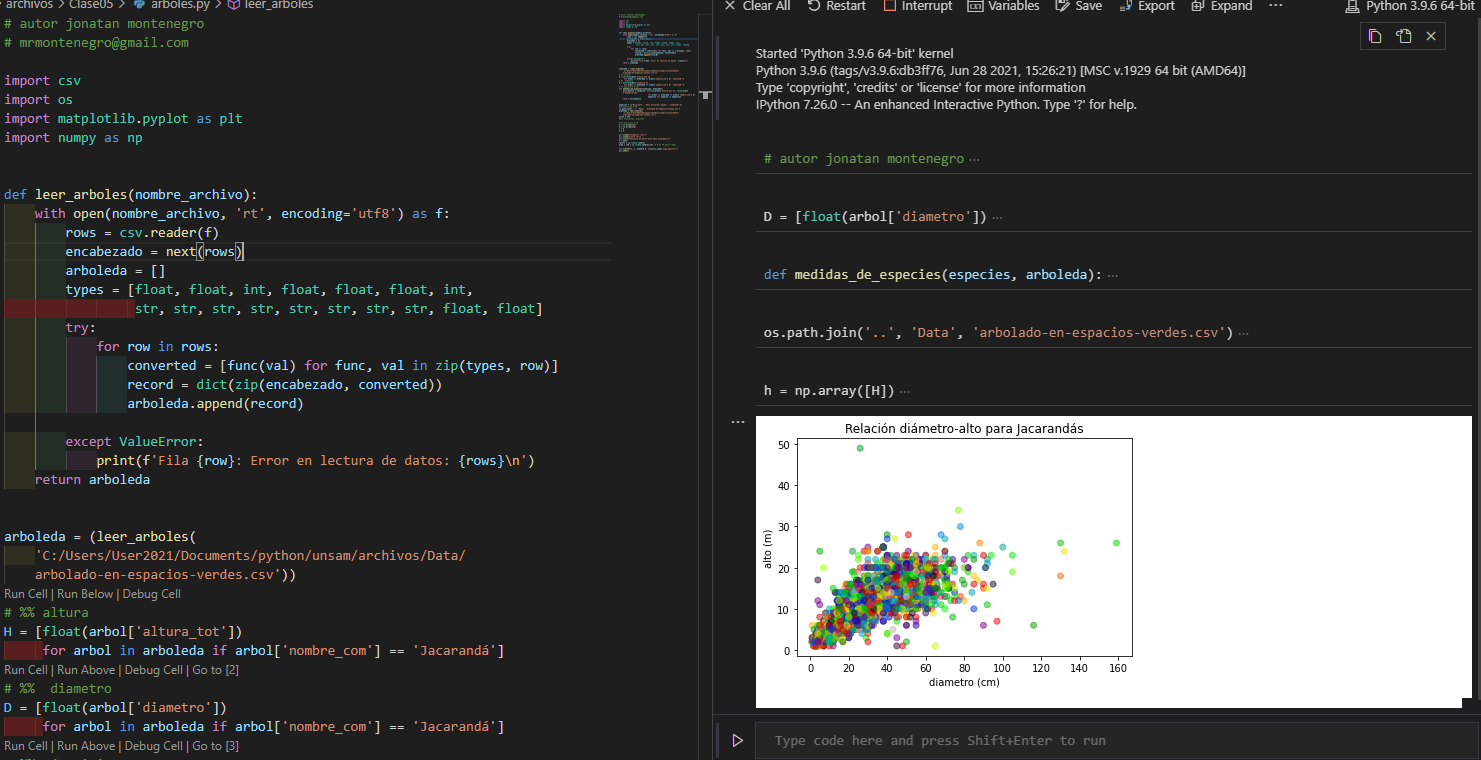 archivos > Clase05 > arboles.py > leer_arboles
# autor jonatan montenegro
# mrmontenegro@gmail.com
import csv
import os
import matplotlib.pyplot as plt
import numpy as np
def leer_arboles(nombre_archivo):
with open(nombre_archivo, 'rt', encoding='utf8') as f:
rows = csv.reader(f)
encabezado = next(rows)
arboleda = []
types = [float, float, int, float, float, float, int,
str, str, str, str, str, str, str, str, float, float]
try:
for row in rows:
converted = [func(val) for func, val in zip(types, row)]
record = dict(zip(encabezado, converted))
arboleda.append(record)
except ValueError:
print(f'Fila {row}: Error en lectura de datos: {rows}\n')
return arboleda
arboleda = (leer_arboles(
'C:/Users/User2021/Documents/python/unsam/archivos/Data/
arbolado-en-espacios-verdes.csv'))
Run Cell | Run Below | Debug Cell
# %% altura
H = [float(arbol['altura_tot'])
for arbol in arboleda if arbol['nombre_com'] == 'Jacarandá']
Run Cell | Run Above | Debug Cell | Go to [2]
# %%  diametro
D = [float(arbol['diametro'])
for arbol in arboleda if arbol['nombre_com'] == 'Jacarandá']
Run Cell | Run Above | Debug Cell | Go to [3]
Clear All Restart Interrupt Variables Save Export Expand ··· Python 3.9.6 64-bit
Started 'Python 3.9.6 64-bit' kernel
Python 3.9.6 (tags/v3.9.6:db3ff76, Jun 28 2021, 15:26:21) [MSC v.1929 64 bit (AMD64)]
Type 'copyright', 'credits' or 'license' for more information
IPython 7.26.0 -- An enhanced Interactive Python. Type '?' for help.
# autor jonatan montenegro ···
D = [float(arbol['diametro']) ···
def medidas_de_especies(especies, arboleda): ···
os.path.join('..', 'Data', 'arbolado-en-espacios-verdes.csv') ···
h = np.array([H]) ···
···
Relación diámetro-alto para Jacarandás
50
40
30
20
10
0
alto (m)
0 20 40 60 80 100 120 140 160
diametro (cm)
Type code here and press Shift+Enter to run